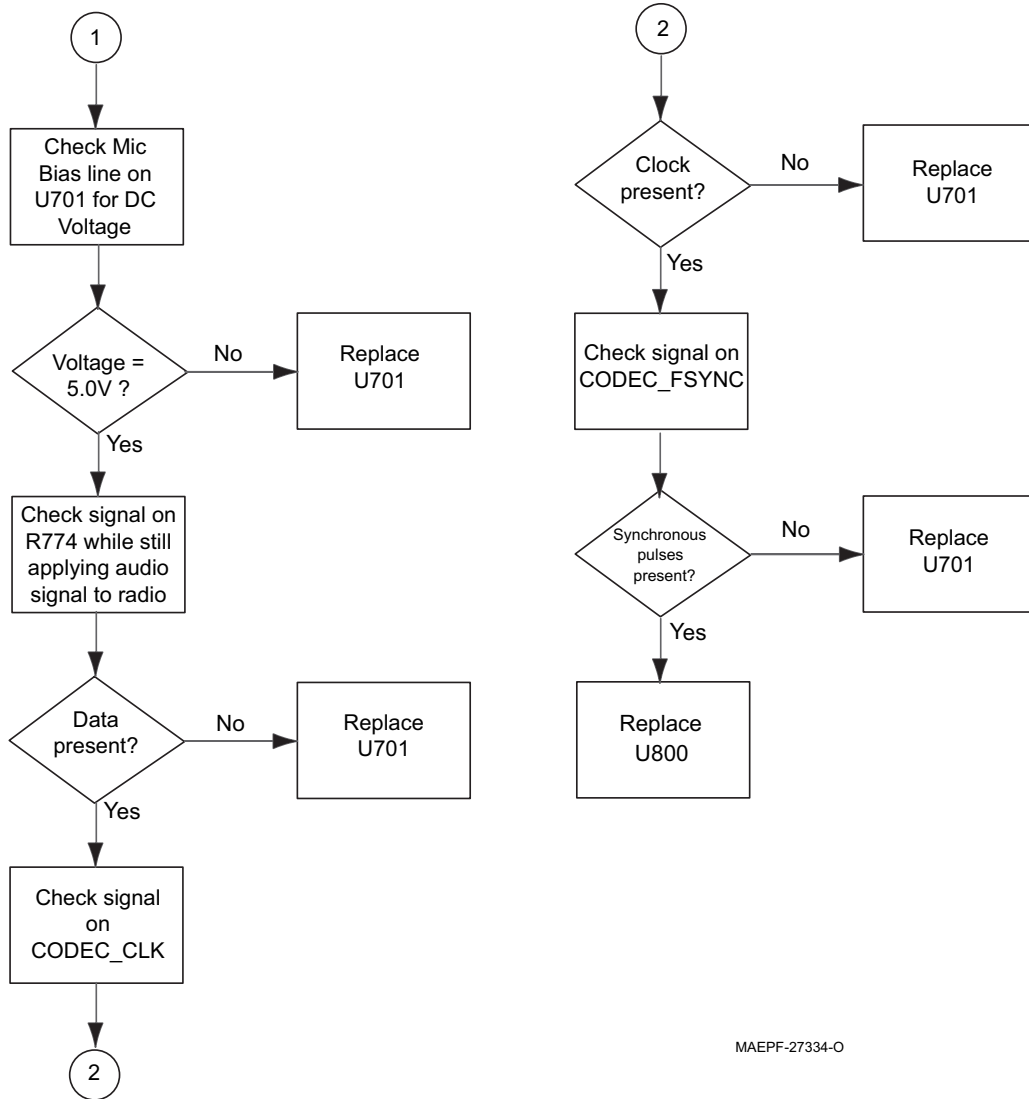 1
Check Mic
Bias line on
U701 for DC
Voltage
Voltage =
5.0V ?
No
Replace
U701
Yes
Check signal on
R774 while still
applying audio
signal to radio
Data
present?
No
Replace
U701
Yes
Check signal
on
CODEC_CLK
2
2
Clock
present?
No
Replace
U701
Yes
Check signal on
CODEC_FSYNC
Synchronous
pulses
present?
No
Replace
U701
Yes
Replace
U800
MAEPF-27334-O